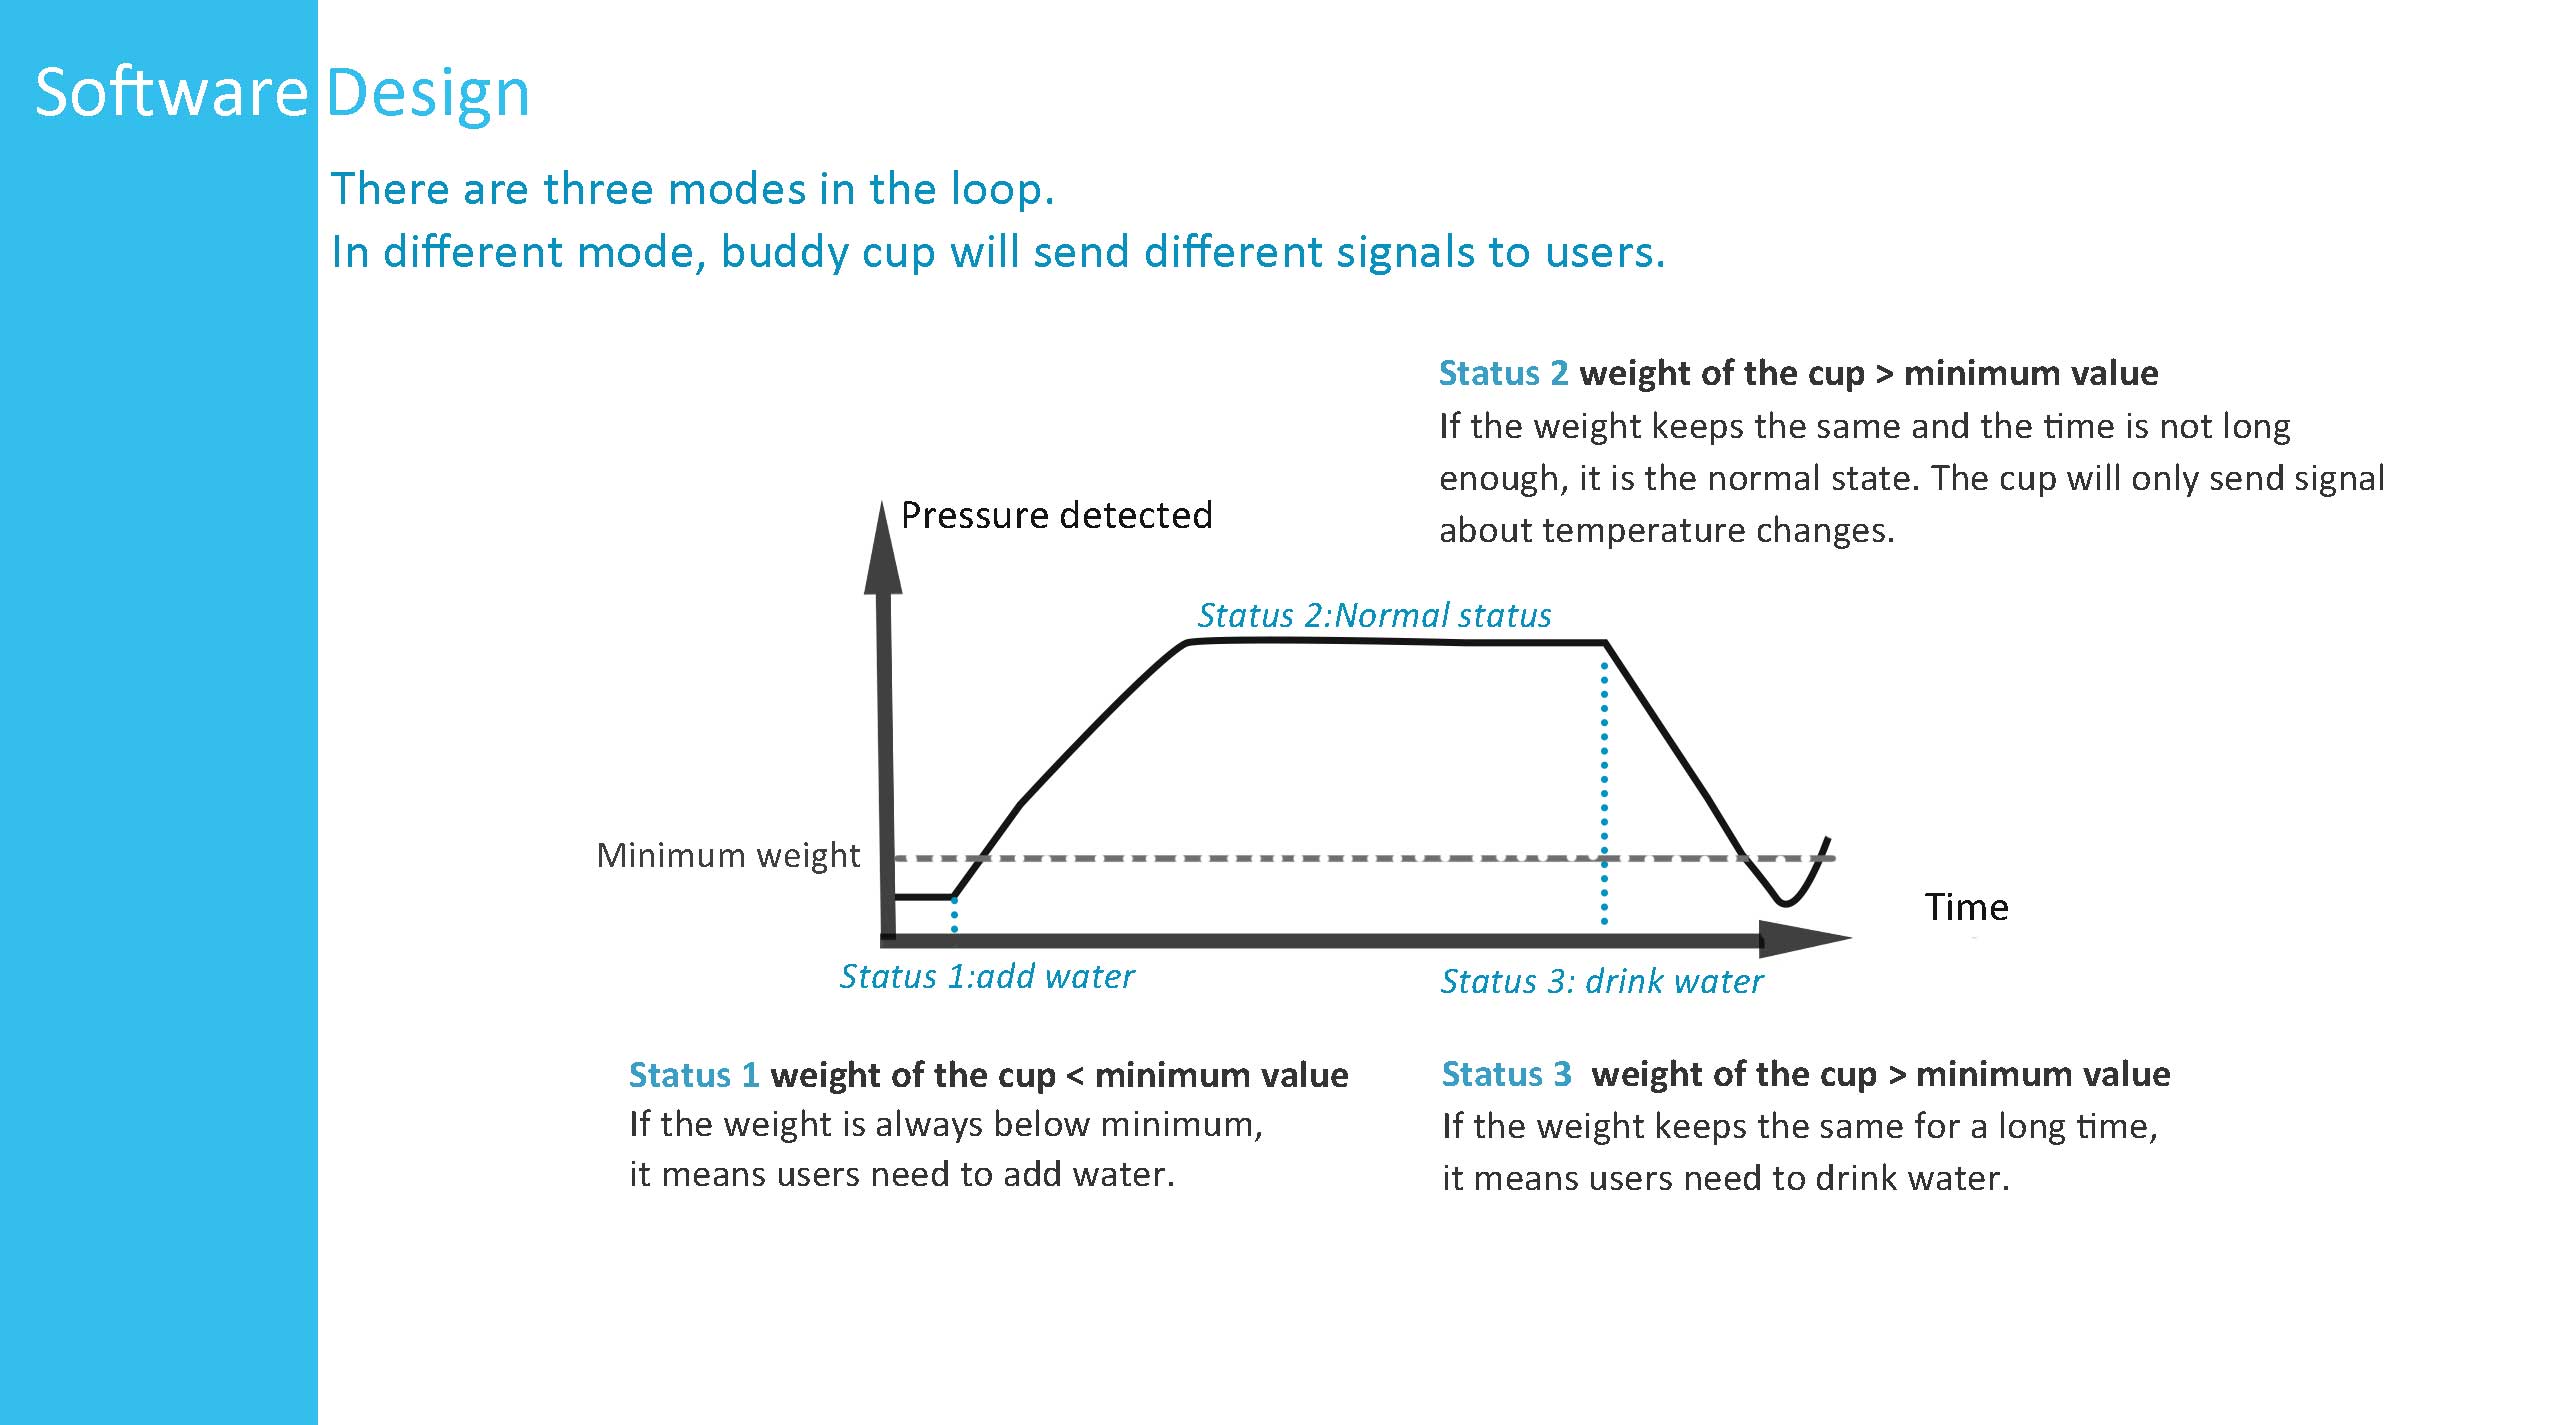 Software Design
There are three modes in the loop.
In different mode, buddy cup will send different signals to users.
Status 2 weight of the cup > minimum value
If the weight keeps the same and the time is not long
enough, it is the normal state. The cup will only send signal
about temperature changes.
Pressure detected
Status 2:Normal status
Minimum weight
Time
Status 1:add water
Status 3: drink water
Status 1 weight of the cup < minimum value
If the weight is always below minimum,
it means users need to add water.
Status 3 weight of the cup > minimum value
If the weight keeps the same for a long time,
it means users need to drink water.